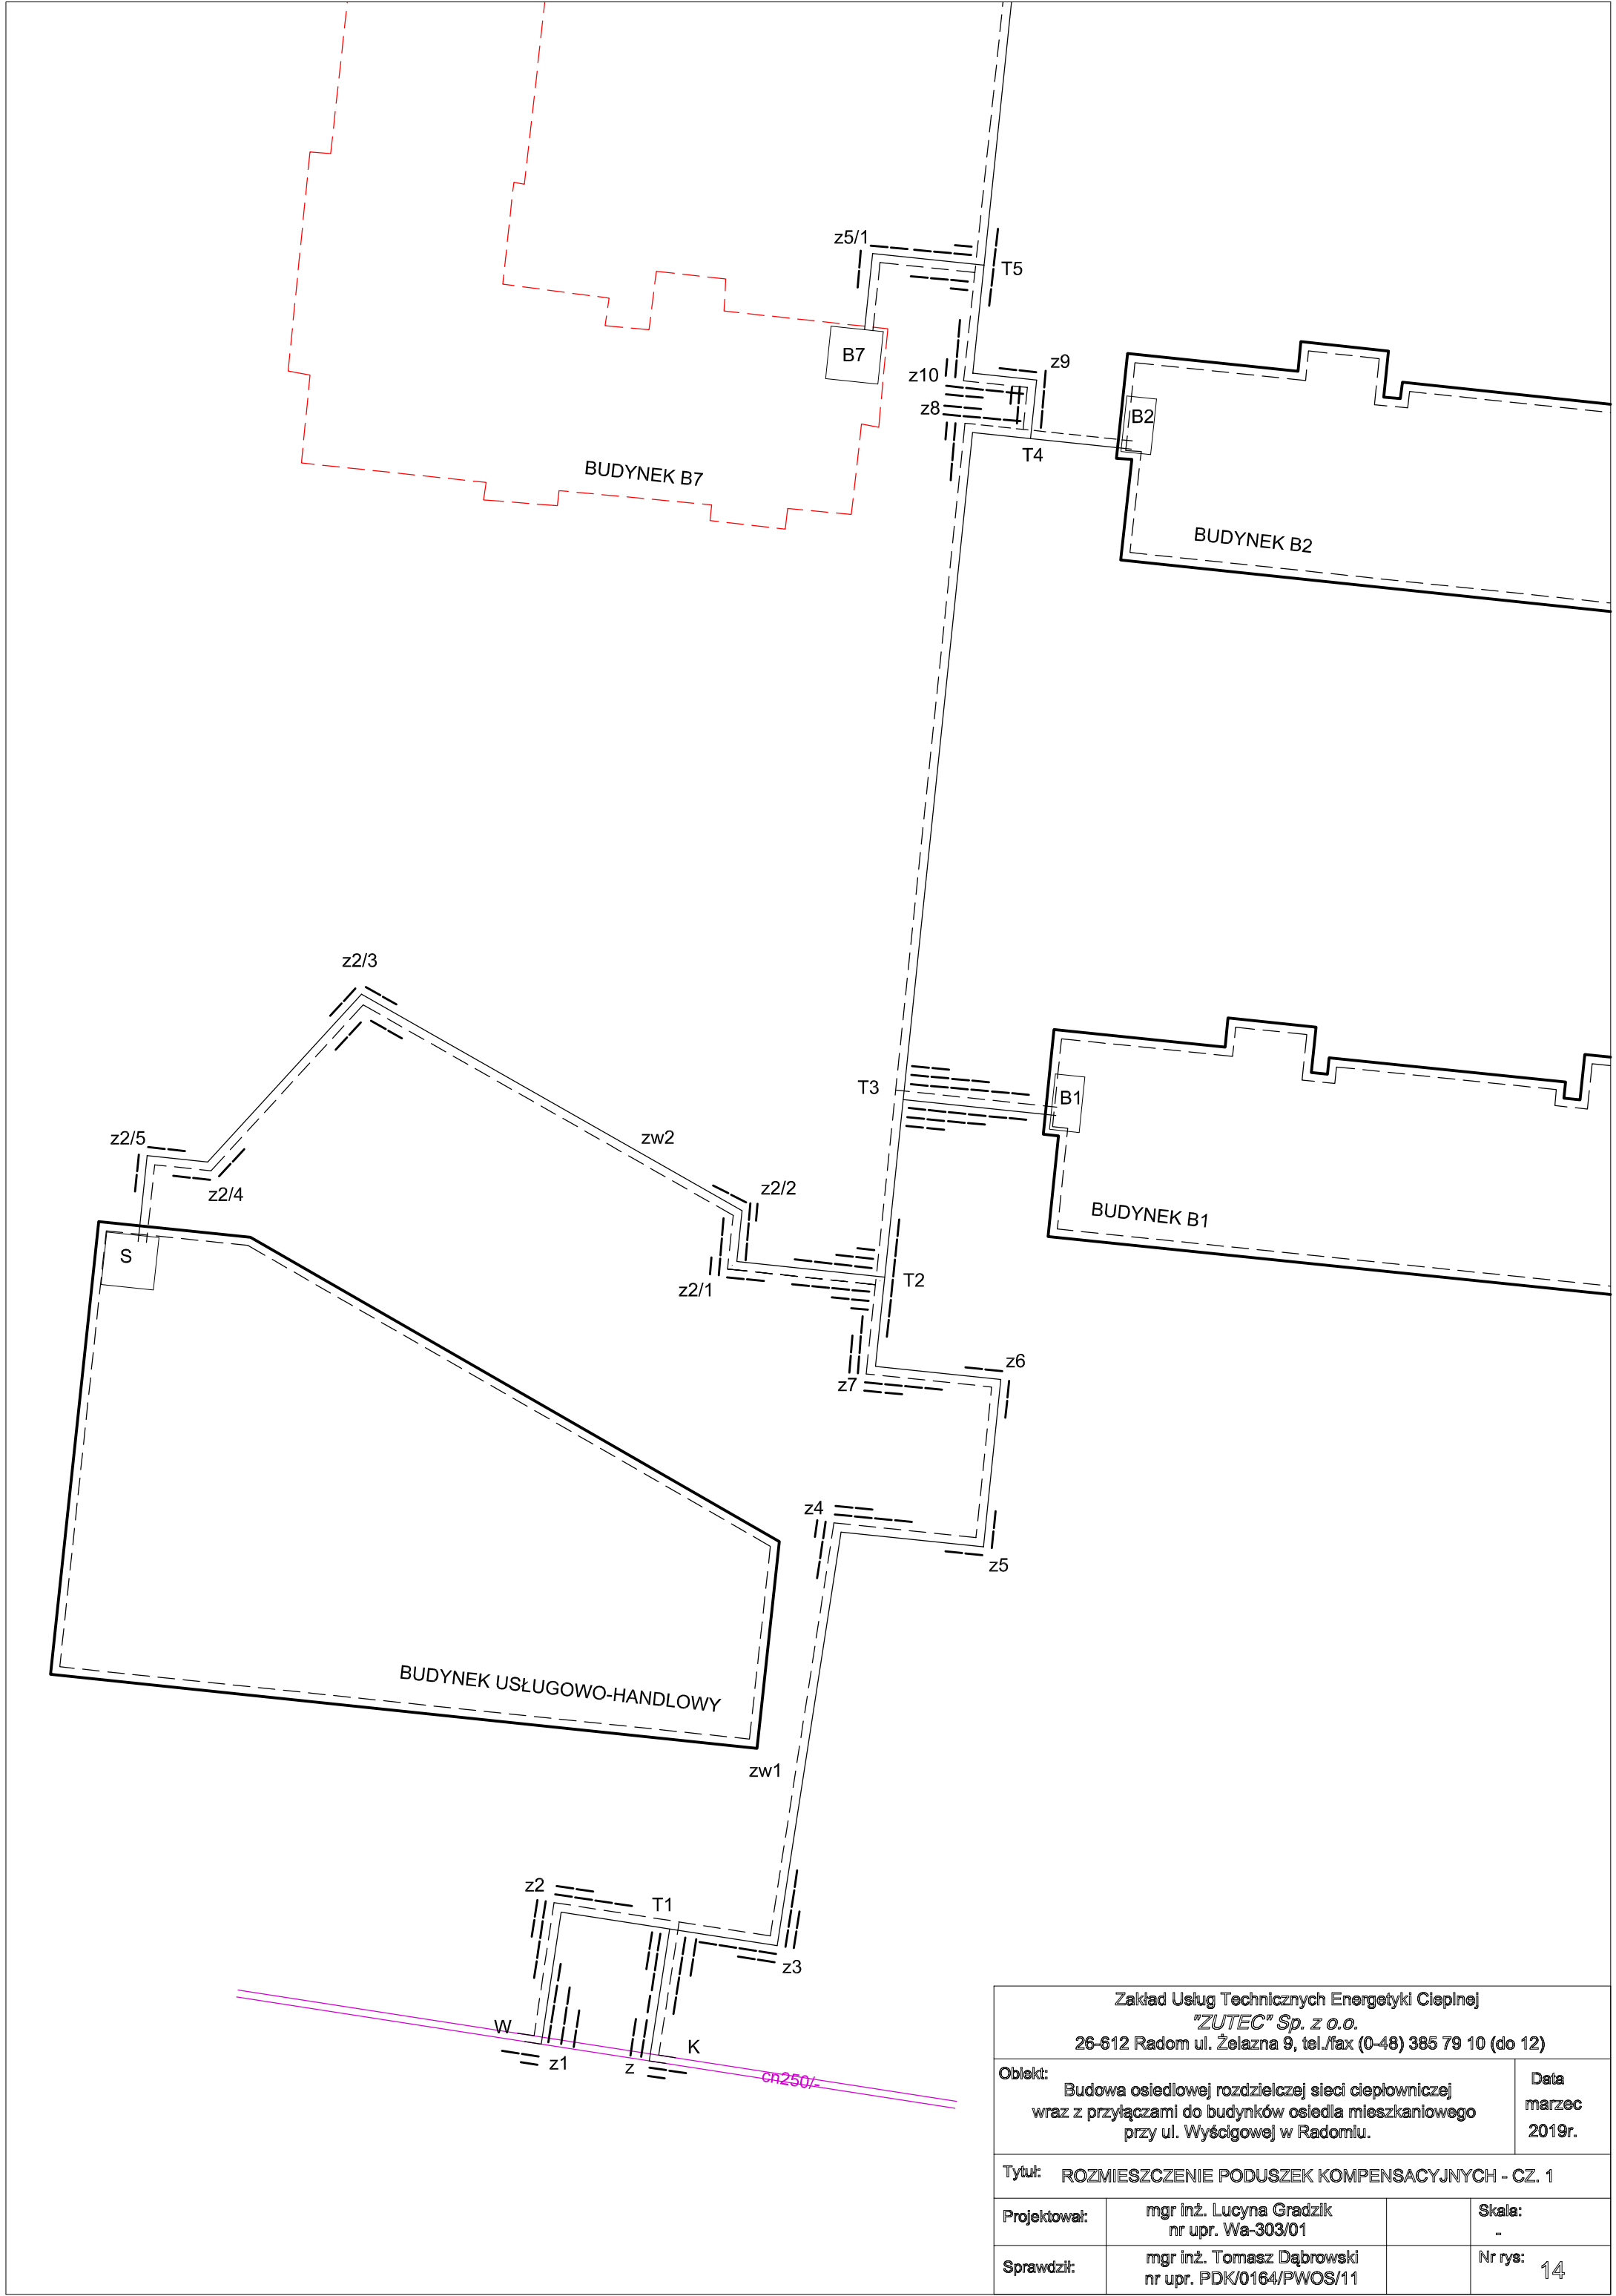 z5/1
T5
B7
z9
z10
z8
B2
T4
BUDYNEK B7
BUDYNEK B2
z2/3
T3
B1
z2/5
zw2
z2/4
z2/2
BUDYNEK B1
S
z2/1
T2
z6
z7
z4
z5
BUDYNEK USŁUGOWO-HANDLOWY
zw1
z2
T1
z3
W
z1
z
K
cn250/-
Zakład Usług Technicznych Energetyki Cieplnej
"ZUTEC" Sp. z o.o.
26-612 Radom ul. Żelazna 9, tel./fax (0-48) 385 79 10 (do 12)
Obiekt:
Budowa osiedlowej rozdzielczej sieci ciepłowniczej
wraz z przyłączami do budynków osiedla mieszkaniowego
przy ul. Wyścigowej w Radomiu.
Data
marzec
2019r.
Tytuł: ROZMIESZCZENIE PODUSZEK KOMPENSACYJNYCH - CZ. 1
Projektował:
mgr inż. Lucyna Gradzik
nr upr. Wa-303/01
Skala:
-
Sprawdził:
mgr inż. Tomasz Dąbrowski
nr upr. PDK/0164/PWOS/11
Nr rys: 14